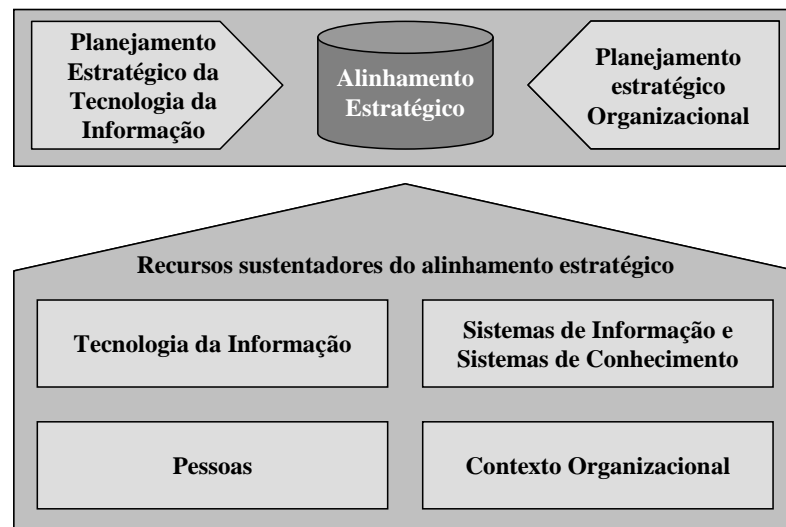 Planejamento
Estratégico da
Tecnologia da
Informação
Alinhamento
Estratégico
Planejamento
estratégico
Organizacional
Recursos sustentadores do alinhamento estratégico
Tecnologia da Informação
Sistemas de Informação e
Sistemas de Conhecimento
Pessoas
Contexto Organizacional